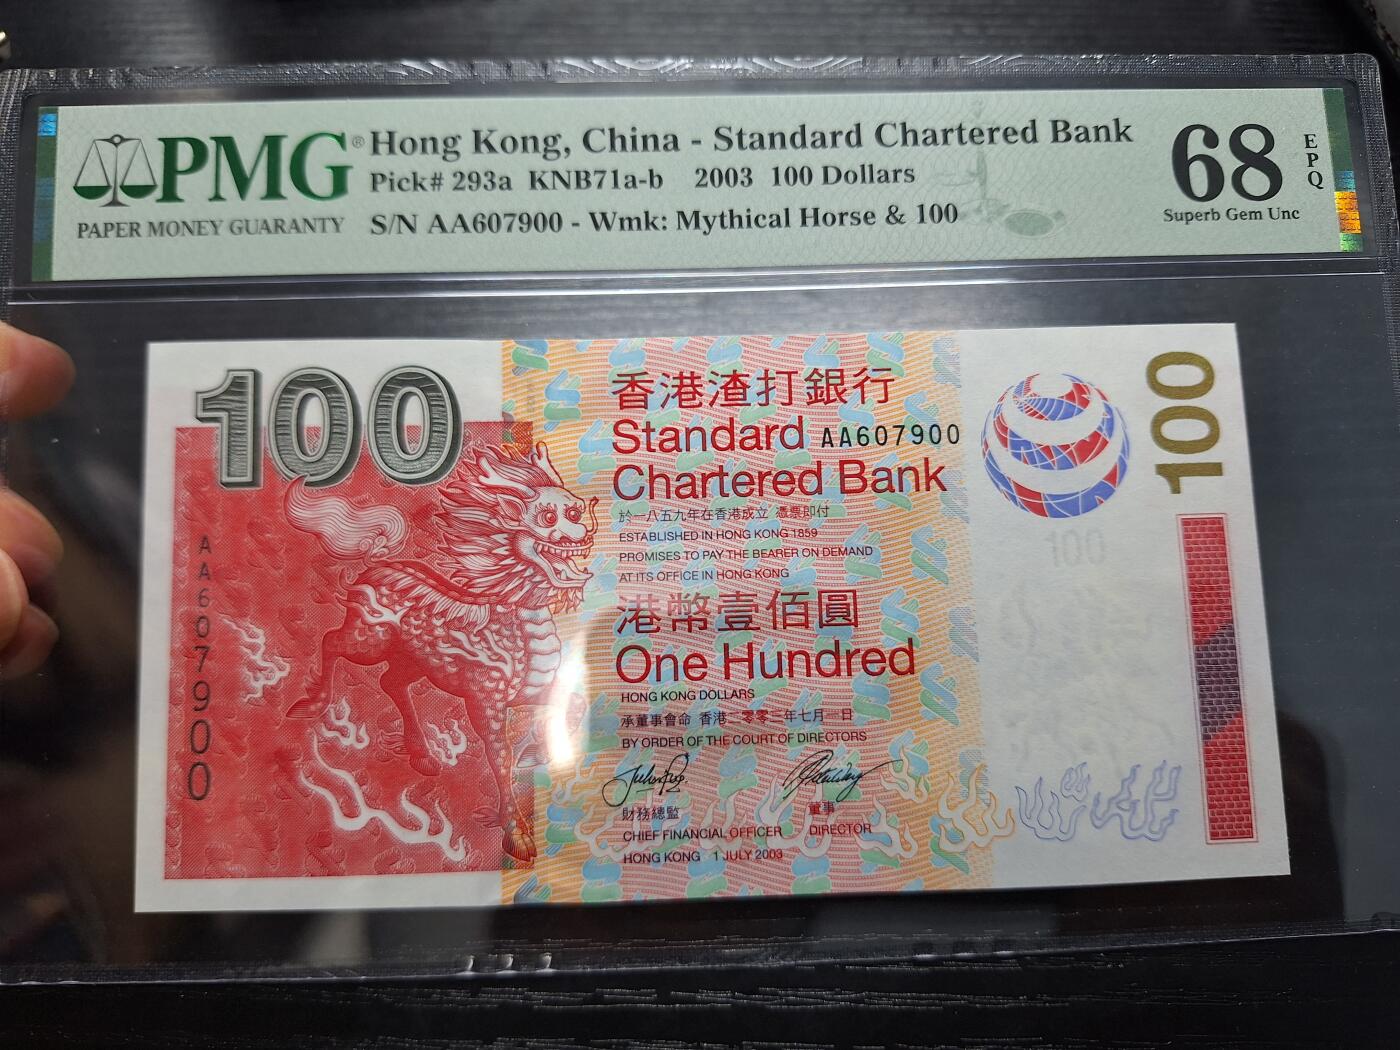 PMG®
PAPER MONEY GUARANTY
Hong Kong, China - Standard Chartered Bank
Pick# 293a KNB71a-b 2003 100 Dollars
S/N AA607900 - Wmk: Mythical Horse & 100
68
EPQ
Superb Gem Unc
100
AA607900
香港渣打銀行
Standard AA607900
Chartered Bank
於一八五九年在香港成立 憑票即付
ESTABLISHED IN HONG KONG 1859
PROMISES TO PAY THE BEARER ON DEMAND
AT ITS OFFICE IN HONG KONG
港幣壹佰圓
One Hundred
HONG KONG DOLLARS
承董事會命 香港二零零三年七月一日
BY ORDER OF THE COURT OF DIRECTORS
財務總監
董事
CHIEF FINANCIAL OFFICER
DIRECTOR
HONG KONG 1 JULY 2003
100
100